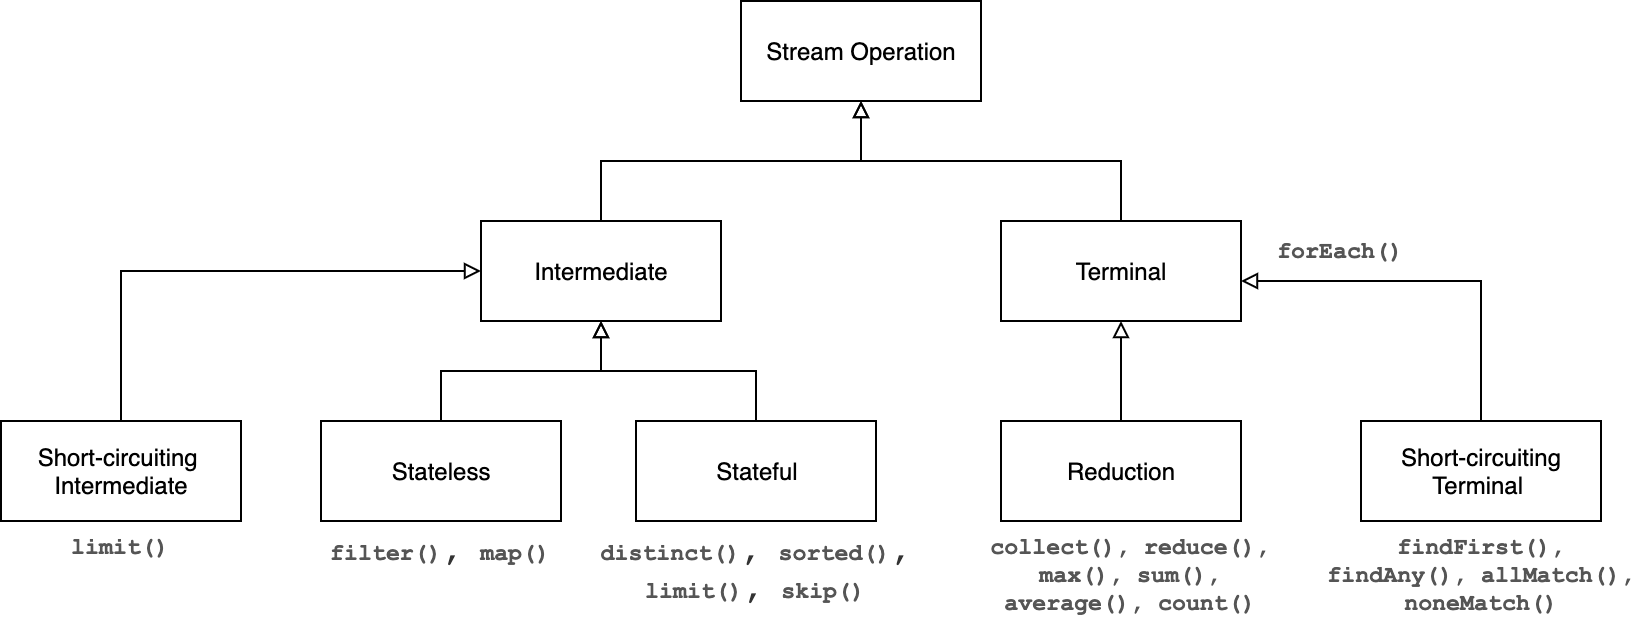 Stream Operation
Intermediate
Terminal
forEach()
Short-circuiting
Intermediate
Stateless
Stateful
Reduction
Short-circuiting
Terminal
limit()
filter(), map()
distinct(), sorted(),
limit(), skip()
collect(), reduce(),
max(), sum(),
average(), count()
findFirst(),
findAny(), allMatch(),
noneMatch()